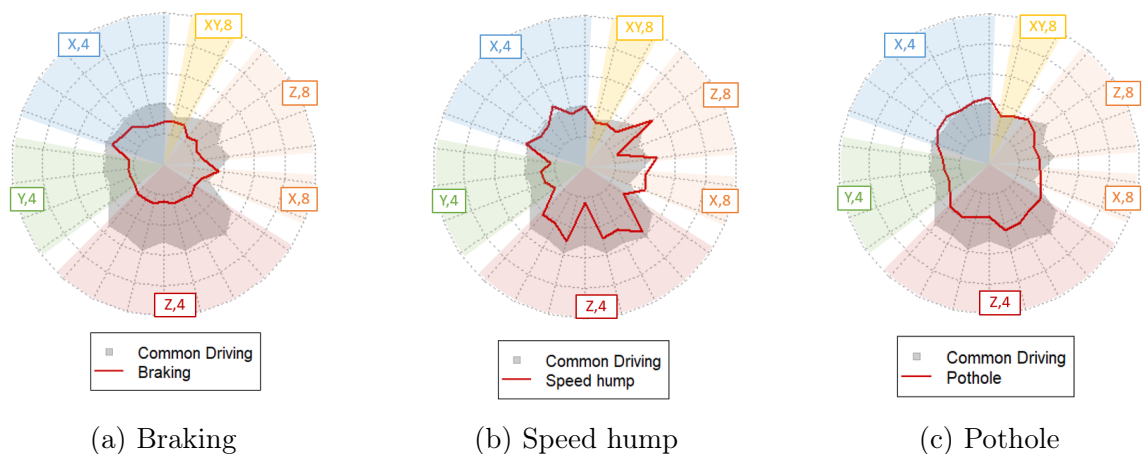 XY,8
X,4
Z,8
Y,4
X,8
Z,4
Common Driving
Braking
(a) Braking
XY,8
X,4
Z,8
Y,4
X,8
Z,4
Common Driving
Speed hump
(b) Speed hump
XY,8
X,4
Z,8
Y,4
X,8
Z,4
Common Driving
Pothole
(c) Pothole